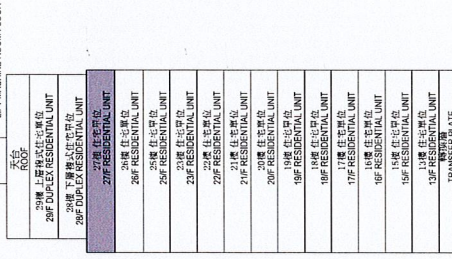 天台
ROOF
29樓 上層複式住宅單位
29/F DUPLEX RESIDENTIAL UNIT
28樓 下層複式住宅單位
28/F DUPLEX RESIDENTIAL UNIT
27樓 住宅單位
27/F RESIDENTIAL UNIT
26樓 住宅單位
26/F RESIDENTIAL UNIT
25樓 住宅單位
25/F RESIDENTIAL UNIT
23樓 住宅單位
23/F RESIDENTIAL UNIT
22樓 住宅單位
22/F RESIDENTIAL UNIT
21樓 住宅單位
21/F RESIDENTIAL UNIT
20樓 住宅單位
20/F RESIDENTIAL UNIT
19樓 住宅單位
19/F RESIDENTIAL UNIT
18樓 住宅單位
18/F RESIDENTIAL UNIT
17樓 住宅單位
17/F RESIDENTIAL UNIT
16樓 住宅單位
16/F RESIDENTIAL UNIT
15樓 住宅單位
15/F RESIDENTIAL UNIT
13樓 住宅單位
13/F RESIDENTIAL UNIT
轉換層
TRANSFER PLATE